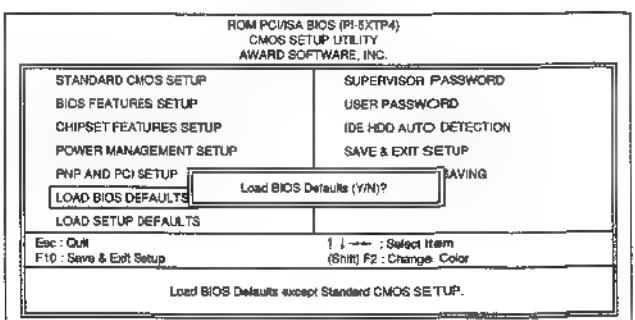 ROM PCI/ISA BIOS (PI-5XTP4)
CMOS SETUP UTILITY
AWARD SOFTWARE, INC.
STANDARD CMOS SETUP
BIOS FEATURES SETUP
CHIPSET FEATURES SETUP
POWER MANAGEMENT SETUP
PNP AND PCI SETUP
LOAD BIOS DEFAULTS
LOAD SETUP DEFAULTS
SUPERVISOR PASSWORD
USER PASSWORD
IDE HDD AUTO DETECTION
SAVE & EXIT SETUP
SAVING
Load BIOS Defaults (Y/N)?
Esc : Quit
F10 : Save & Exit Setup
: Select Item
(Shift) F2 : Change Color
Load BIOS Defaults except Standard CMOS SETUP.